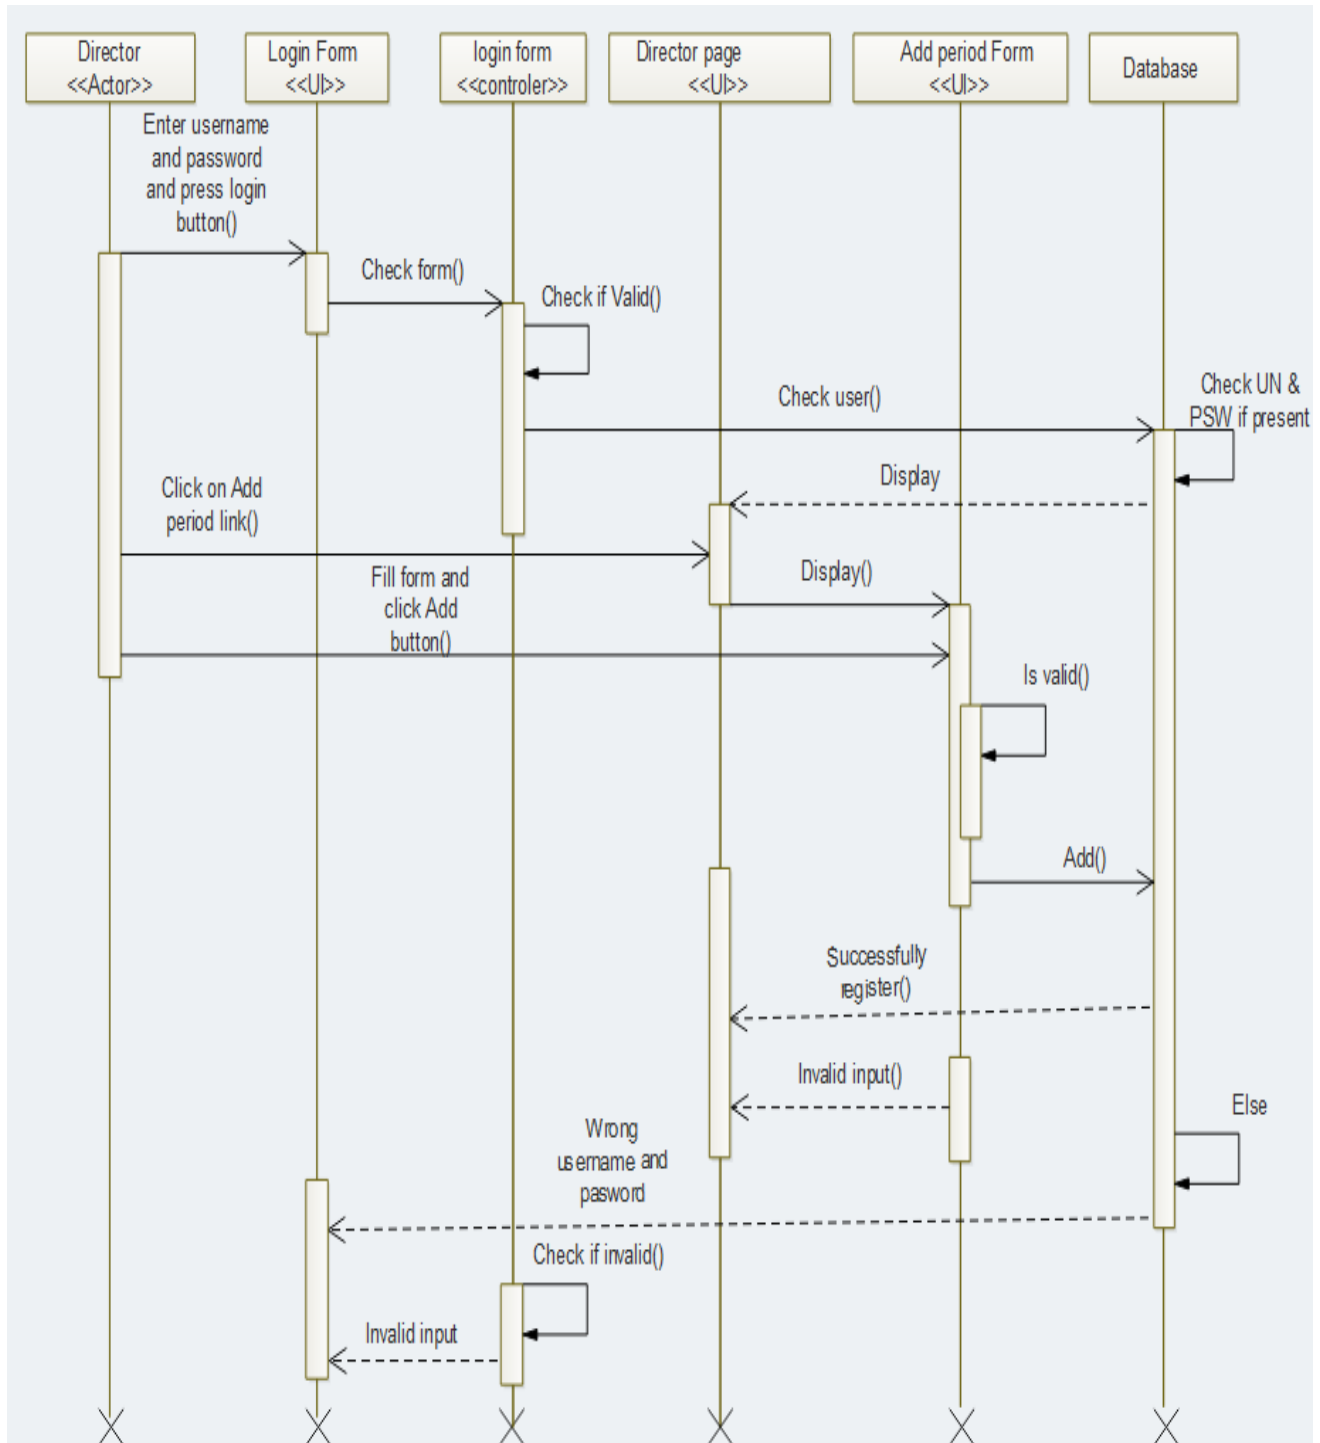 Director
<<Actor>>
Login Form
<<UI>>
login form
<<controler>>
Director page
<<UI>>
Add period Form
<<UI>>
Database
Enter username
and password
and press login
button()
Check form()
Check if Valid()
Check user()
Check UN &
PSW if present
Display
Click on Add
period link()
Display()
Fill form and
click Add
button()
Is valid()
Add()
Successfully
register()
Invalid input()
Else
Wrong
username and
pasword
Check if invalid()
Invalid input